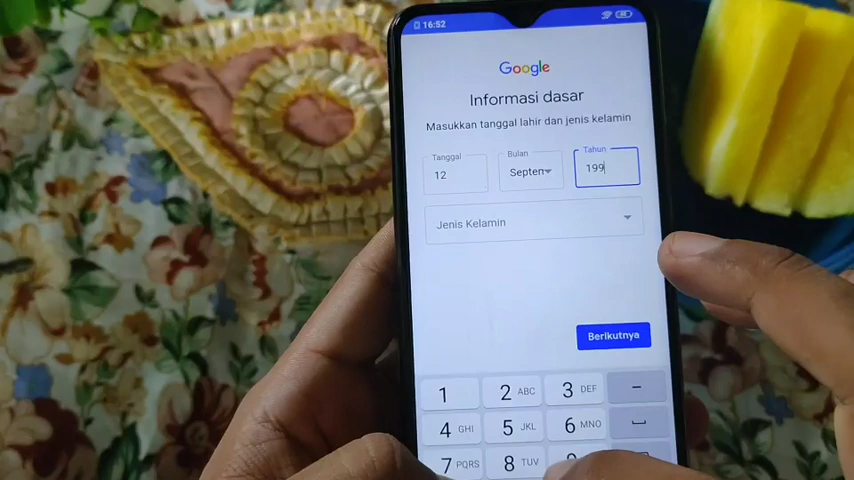 16:52
Google
Informasi dasar
Masukkan tanggal lahir dan jenis kelamin
Tanggal Bulan Tahun
12 Septem 199
Jenis Kelamin
Berikutnya
1 2 ABC 3 DEF -
4 GHI 5 JKL 6 MNO
7 PQRS 8 TUV